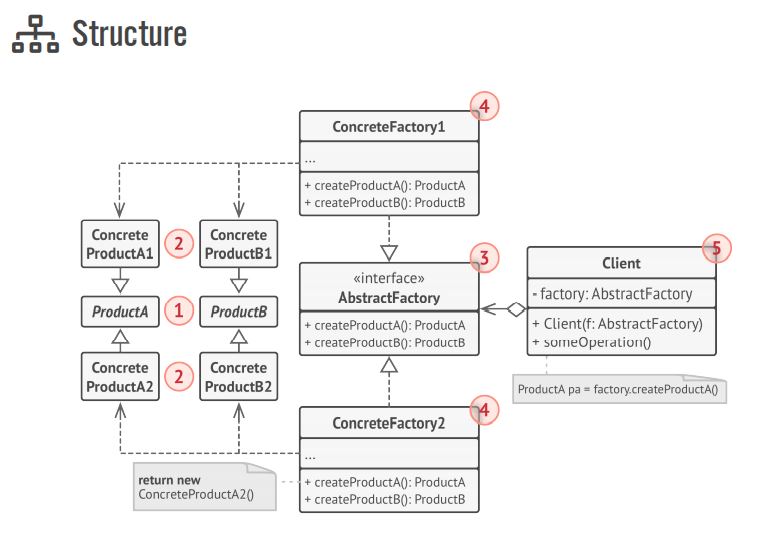 Structure
4
ConcreteFactory1
...
+ createProductA(): ProductA
+ createProductB(): ProductB
Concrete
ProductA1
2
Concrete
ProductB1
ProductA
1
ProductB
Concrete
ProductA2
2
Concrete
ProductB2
3
«interface»
AbstractFactory
+ createProductA(): ProductA
+ createProductB(): ProductB
5
Client
- factory: AbstractFactory
+ Client(f: AbstractFactory)
+ someOperation()
ProductA pa = factory.createProductA()
4
ConcreteFactory2
...
+ createProductA(): ProductA
+ createProductB(): ProductB
return new
ConcreteProductA2()